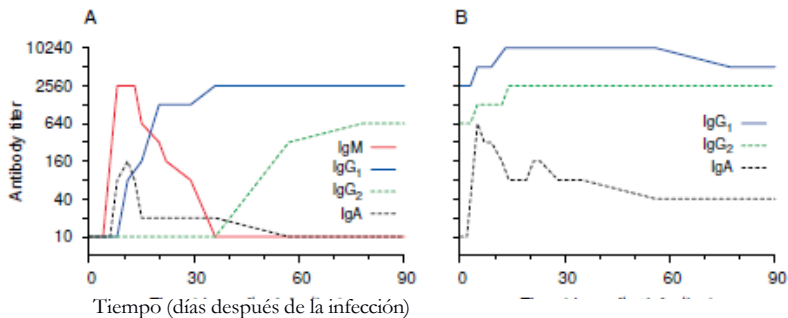 A
B
Antibody titer
10240
2560
640
160
40
10
IgM
IgG1
IgG2
IgA
0
30
60
90
IgG1
IgG2
IgA
0
30
60
90
Tiempo (días después de la infección)